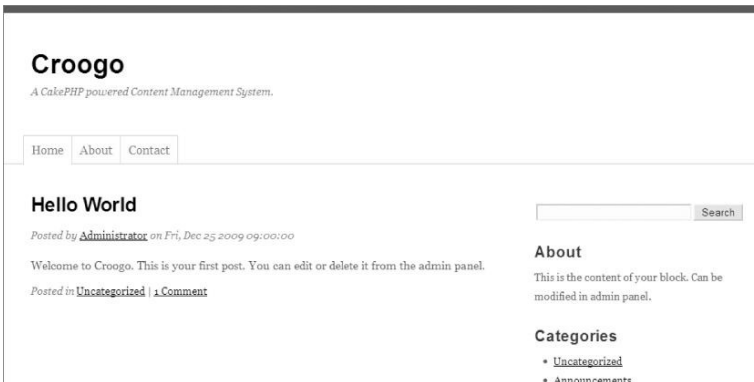 Croogo
A CakePHP powered Content Management System.
Home About Contact
Hello World
Posted by Administrator on Fri, Dec 25 2009 09:00:00
Welcome to Croogo. This is your first post. You can edit or delete it from the admin panel.
Posted in Uncategorized | 1 Comment
Search
About
This is the content of your block. Can be
modified in admin panel.
Categories
• Uncategorized
• Announcements